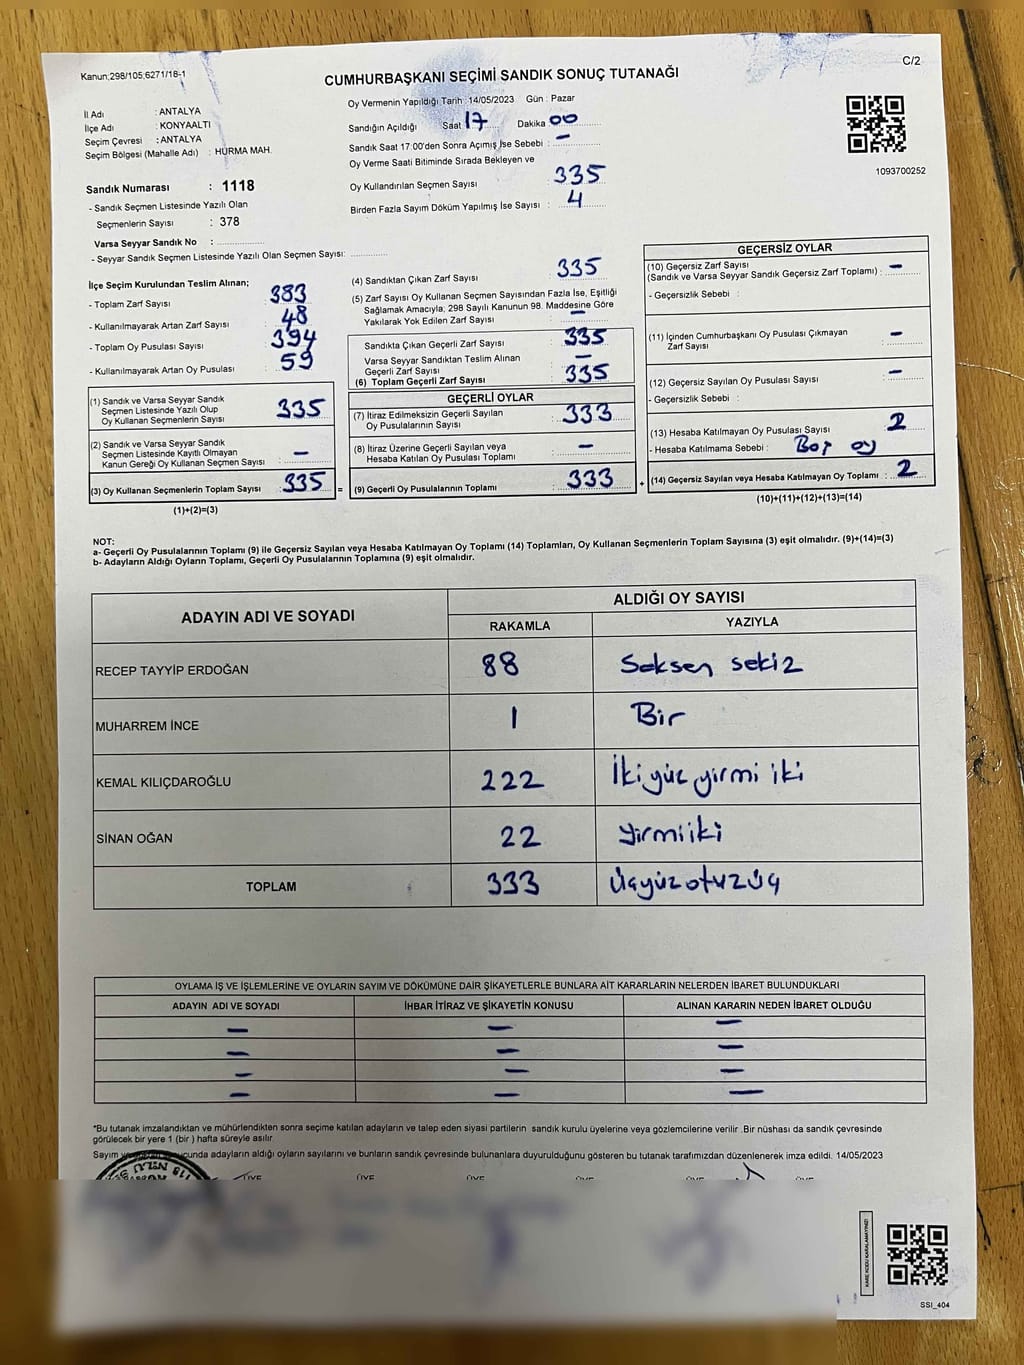 Kanun;298/105;6271/18-1
C/2
CUMHURBAŞKANI SEÇİMİ SANDIK SONUÇ TUTANAĞI
İl Adı : ANTALYA
İlçe Adı : KONYAALTI
Seçim Çevresi : ANTALYA
Seçim Bölgesi (Mahalle Adı) : HURMA MAH.
Sandık Numarası : 1118
- Sandık Seçmen Listesinde Yazılı Olan
Seçmenlerin Sayısı : 378
Varsa Seyyar Sandık No :
- Seyyar Sandık Seçmen Listesinde Yazılı Olan Seçmen Sayısı:
Oy Vermenin Yapıldığı Tarih : 14/05/2023 Gün : Pazar
Sandığın Açıldığı Saat 17 Dakika 00
Sandık Saat 17:00'den Sonra Açımış İse Sebebi : –
Oy Verme Saati Bitiminde Sırada Bekleyen ve
Oy Kullandırılan Seçmen Sayısı 335
Birden Fazla Sayım Döküm Yapılmış İse Sayısı : 4
1093700252
İlçe Seçim Kurulundan Teslim Alınan;
- Toplam Zarf Sayısı : 383
- Kullanılmayarak Artan Zarf Sayısı : 48
- Toplam Oy Pusulası Sayısı : 394
- Kullanılmayarak Artan Oy Pusulası : 59
(1) Sandık ve Varsa Seyyar Sandık
Seçmen Listesinde Yazılı Olup
Oy Kullanan Seçmenlerin Sayısı : 335
(2) Sandık ve Varsa Seyyar Sandık
Seçmen Listesinde Kayıtlı Olmayan
Kanun Gereği Oy Kullanan Seçmen Sayısı : –
(3) Oy Kullanan Seçmenlerin Toplam Sayısı : 335
(1)+(2)=(3)
=
(4) Sandıktan Çıkan Zarf Sayısı : 335
(5) Zarf Sayısı Oy Kullanan Seçmen Sayısından Fazla İse, Eşitliği
Sağlamak Amacıyla; 298 Sayılı Kanunun 98. Maddesine Göre
Yakılarak Yok Edilen Zarf Sayısı : –
Sandıkta Çıkan Geçerli Zarf Sayısı : 335
Varsa Seyyar Sandıktan Teslim Alınan
Geçerli Zarf Sayısı : –
(6) Toplam Geçerli Zarf Sayısı : 335
GEÇERLİ OYLAR
(7) İtiraz Edilmeksizin Geçerli Sayılan
Oy Pusulalarının Sayısı : 333
(8) İtiraz Üzerine Geçerli Sayılan veya
Hesaba Katılan Oy Pusulası Toplamı : –
(9) Geçerli Oy Pusulalarının Toplamı : 333
+
GEÇERSİZ OYLAR
(10) Geçersiz Zarf Sayısı
(Sandık ve Varsa Seyyar Sandık Geçersiz Zarf Toplamı) : –
- Geçersizlik Sebebi :
(11) İçinden Cumhurbaşkanı Oy Pusulası Çıkmayan
Zarf Sayısı : –
(12) Geçersiz Sayılan Oy Pusulası Sayısı : –
- Geçersizlik Sebebi :
(13) Hesaba Katılmayan Oy Pusulası Sayısı : 2
- Hesaba Katılmama Sebebi : Boş oy
(14) Geçersiz Sayılan veya Hesaba Katılmayan Oy Toplamı : 2
(10)+(11)+(12)+(13)=(14)
NOT:
a- Geçerli Oy Pusulalarının Toplamı (9) ile Geçersiz Sayılan veya Hesaba Katılmayan Oy Toplamı (14) Toplamları, Oy Kullanan Seçmenlerin Toplam Sayısına (3) eşit olmalıdır. (9)+(14)=(3)
b- Adayların Aldığı Oyların Toplamı, Geçerli Oy Pusulalarının Toplamına (9) eşit olmalıdır.
ADAYIN ADI VE SOYADI
ALDIĞI OY SAYISI
RAKAMLA YAZIYLA
RECEP TAYYİP ERDOĞAN 88 Seksen sekiz
MUHARREM İNCE 1 Bir
KEMAL KILIÇDAROĞLU 222 İkiyüz yirmi iki
SİNAN OĞAN 22 Yirmiiki
TOPLAM 333 Üçyüzotuzüç
OYLAMA İŞ VE İŞLEMLERİNE VE OYLARIN SAYIM VE DÖKÜMÜNE DAİR ŞİKAYETLERLE BUNLARA AİT KARARLARIN NELERDEN İBARET BULUNDUKLARI
ADAYIN ADI VE SOYADI İHBAR İTİRAZ VE ŞİKAYETİN KONUSU ALINAN KARARIN NEDEN İBARET OLDUĞU
– – –
– – –
– – –
– – –
*Bu tutanak imzalandıktan ve mühürlendikten sonra seçime katılan adayların ve talep eden siyasi partilerin sandık kurulu üyelerine veya gözlemcilerine verilir .Bir nüshası da sandık çevresinde
görülecek bir yere 1 (bir ) hafta süreyle asılır.
Sayım ve sonucunda adayların aldığı oyların sayılarını ve bunların sandık çevresinde bulunanlara duyurulduğunu gösteren bu tutanak tarafımızdan düzenlenerek imza edildi. 14/05/2023
ÜYE ÜYE ÜYE ÜYE ÜYE ÜYE
KARE KODU KARALAMAYINIZ!
SSI_404